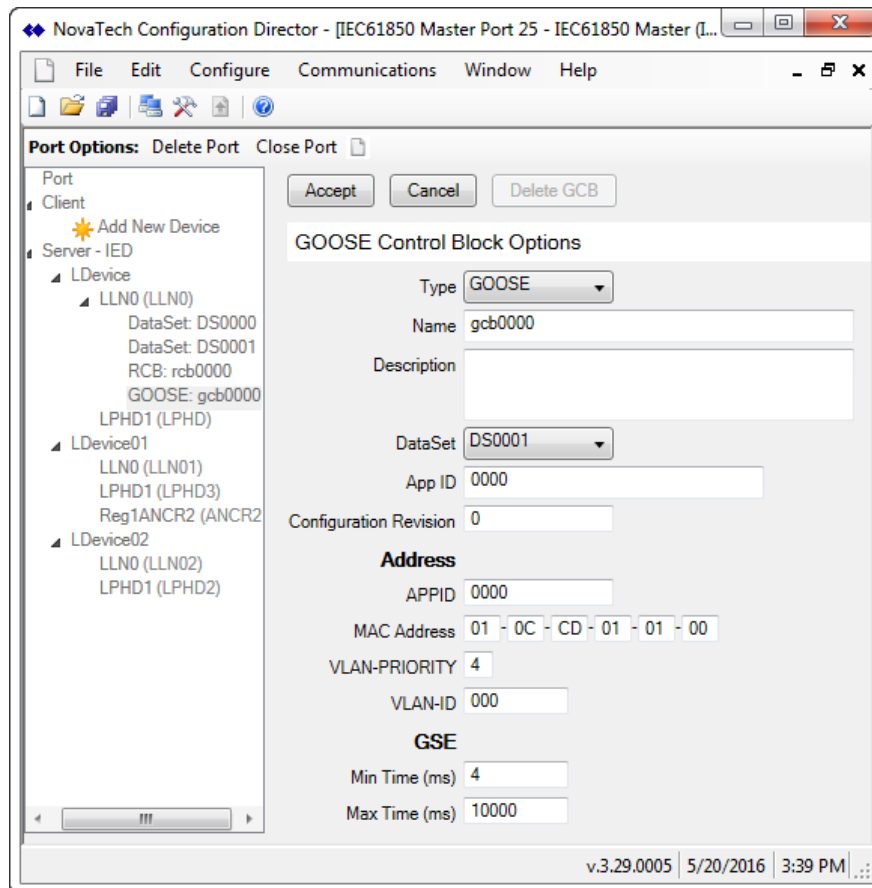 NovaTech Configuration Director - [IEC61850 Master Port 25 - IEC61850 Master (I...
File Edit Configure Communications Window Help
Port Options: Delete Port Close Port
Port
Client
Add New Device
Server - IED
LDevice
LLN0 (LLN0)
DataSet: DS0000
DataSet: DS0001
RCB: rcb0000
GOOSE: gcb0000
LPHD1 (LPHD)
LDevice01
LLN0 (LLN01)
LPHD1 (LPHD3)
Reg1ANCR2 (ANCR2
LDevice02
LLN0 (LLN02)
LPHD1 (LPHD2)
Accept Cancel Delete GCB
GOOSE Control Block Options
Type GOOSE
Name gcb0000
Description
DataSet DS0001
App ID 0000
Configuration Revision 0
Address
APPID 0000
MAC Address 01 - 0C - CD - 01 - 01 - 00
VLAN-PRIORITY 4
VLAN-ID 000
GSE
Min Time (ms) 4
Max Time (ms) 10000
v.3.29.0005 5/20/2016 3:39 PM